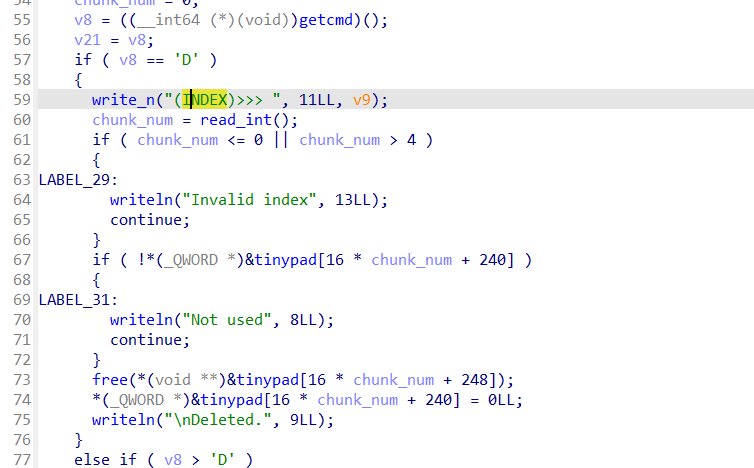 54 chunk_num = 0;
55 v8 = ((__int64 (*)(void))getcmd)();
56 v21 = v8;
57 if ( v8 == 'D' )
58 {
59 write_n("(INDEX)>>> ", 11LL, v9);
60 chunk_num = read_int();
61 if ( chunk_num <= 0 || chunk_num > 4 )
62 {
63 LABEL_29:
64 writeln("Invalid index", 13LL);
65 continue;
66 }
67 if ( !*(_QWORD *)&tinypad[16 * chunk_num + 240] )
68 {
69 LABEL_31:
70 writeln("Not used", 8LL);
71 continue;
72 }
73 free(*(void **)&tinypad[16 * chunk_num + 248]);
74 *(_QWORD *)&tinypad[16 * chunk_num + 240] = 0LL;
75 writeln("\nDeleted.", 9LL);
76 }
77 else if ( v8 > 'D' )